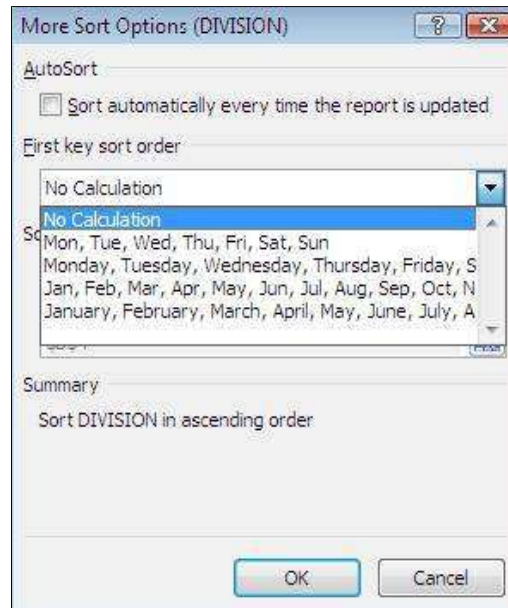 More Sort Options (DIVISION)
AutoSort
Sort automatically every time the report is updated
First key sort order
No Calculation
No Calculation
Mon, Tue, Wed, Thu, Fri, Sat, Sun
Monday, Tuesday, Wednesday, Thursday, Friday, S
Jan, Feb, Mar, Apr, May, Jun, Jul, Aug, Sep, Oct, N
January, February, March, April, May, June, July, A
Summary
Sort DIVISION in ascending order
OK
Cancel